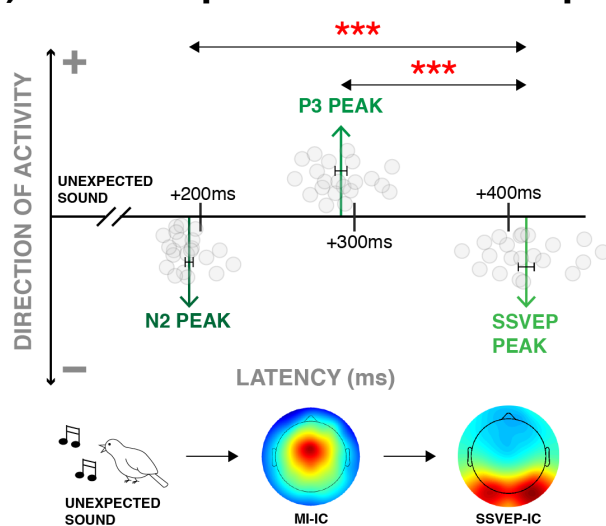 ***
***
+
P3 PEAK
DIRECTION OF ACTIVITY
UNEXPECTED
SOUND
+200ms
+400ms
+300ms
N2 PEAK
SSVEP
PEAK
−
LATENCY (ms)
UNEXPECTED
SOUND
MI-IC
SSVEP-IC